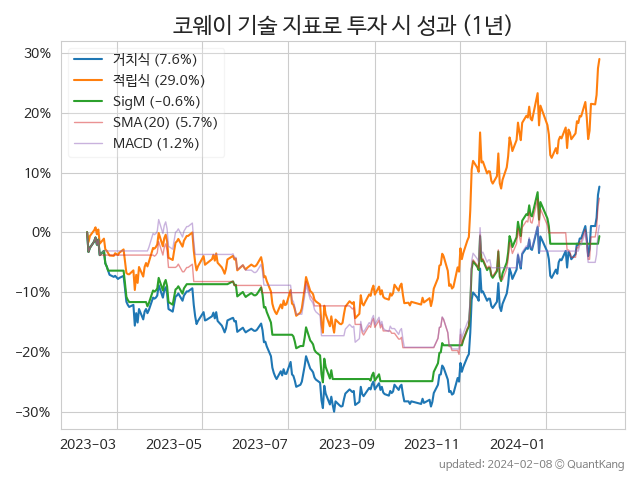 코웨이 기술 지표로 투자 시 성과 (1년)
거치식 (7.6%)
적립식 (29.0%)
SigM (−0.6%)
SMA(20) (5.7%)
MACD (1.2%)
30%
20%
10%
0%
−10%
−20%
−30%
2023-03 2023-05 2023-07 2023-09 2023-11 2024-01
updated: 2024-02-08 © QuantKang